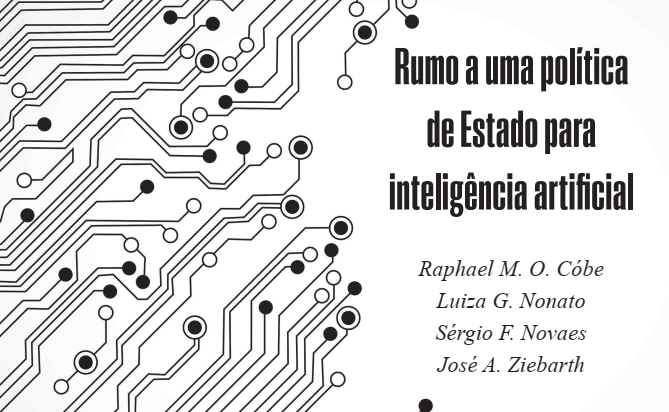 Rumo a uma política
de Estado para
inteligência artificial
Raphael M. O. Cóbe
Luiza G. Nonato
Sérgio F. Novaes
José A. Ziebarth